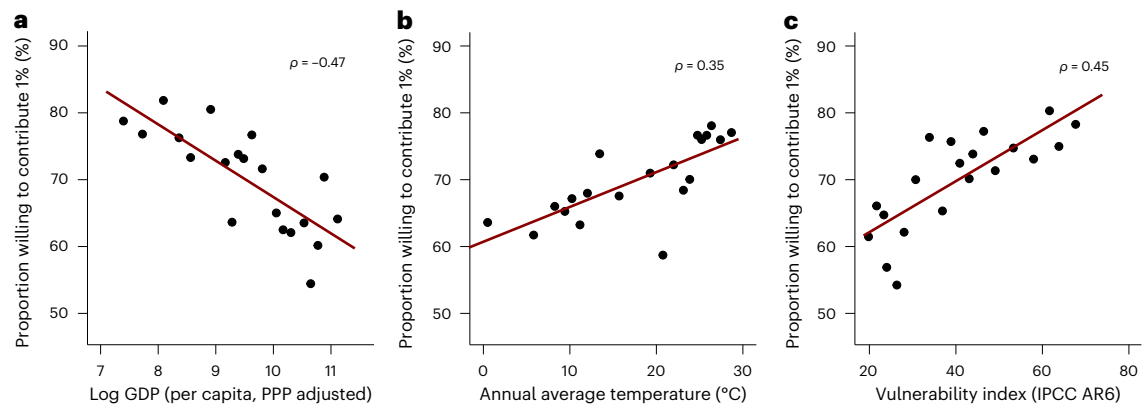 a
Proportion willing to contribute 1% (%)
90
80
70
60
50
ρ = –0.47
7
8
9
10
11
Log GDP (per capita, PPP adjusted)
b
Proportion willing to contribute 1% (%)
90
80
70
60
50
ρ = 0.35
0
10
20
30
Annual average temperature (°C)
c
Proportion willing to contribute 1% (%)
90
80
70
60
50
ρ = 0.45
20
40
60
80
Vulnerability index (IPCC AR6)